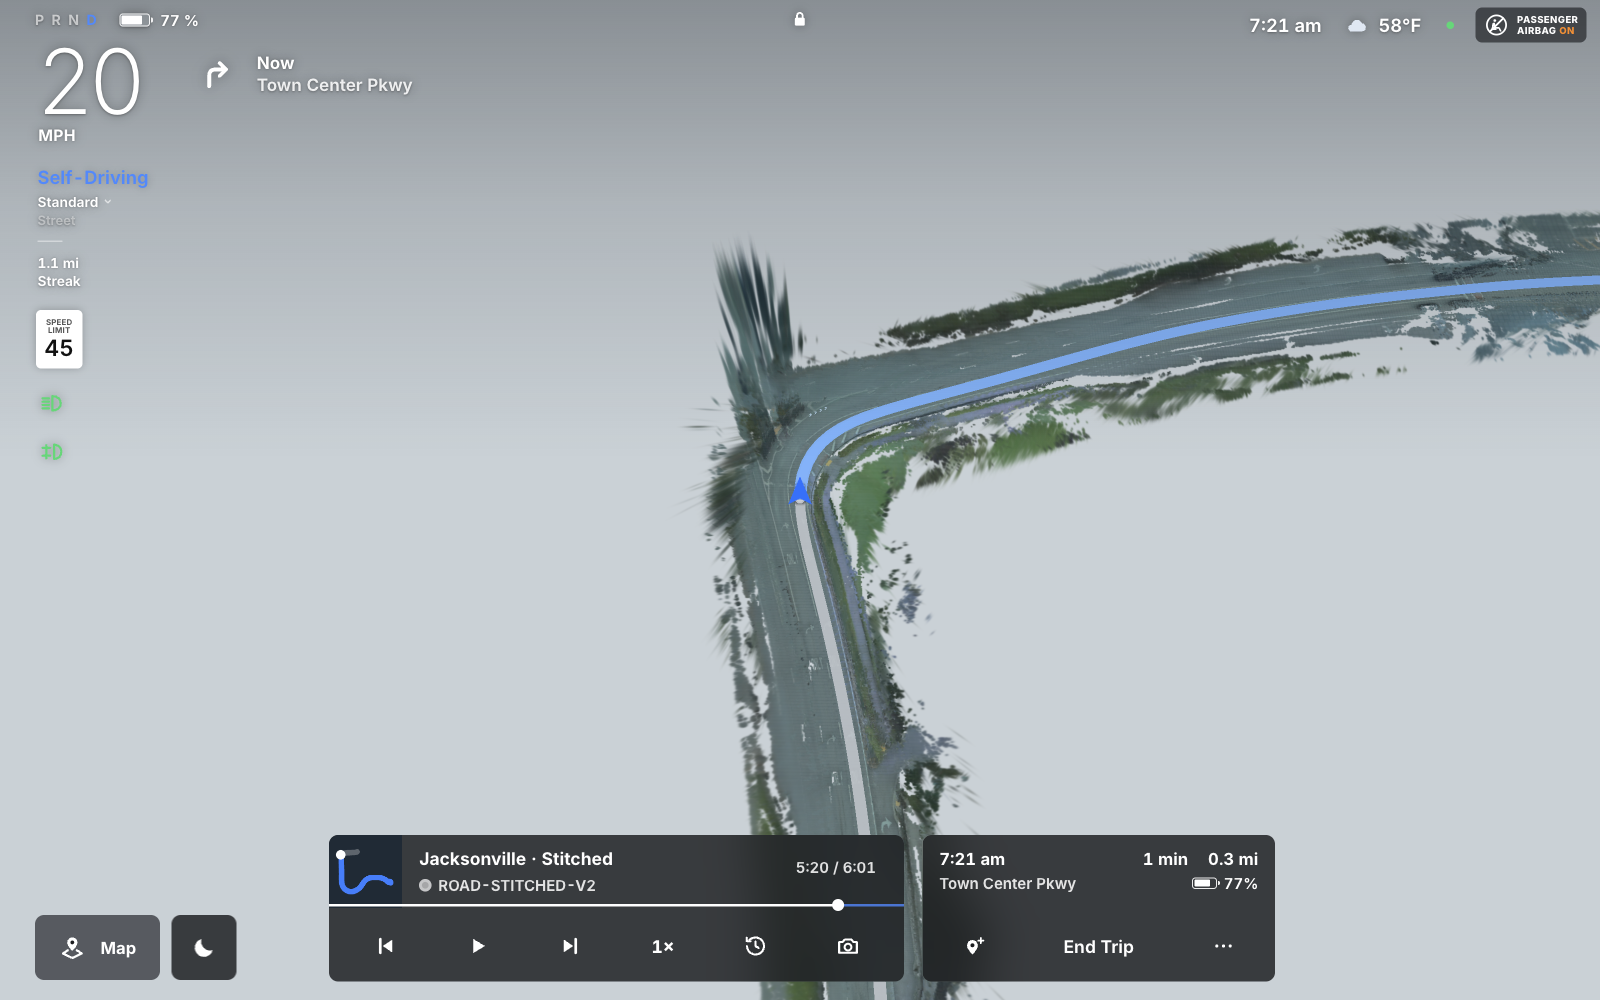 P R N D 77 %
7:21 am 58°F PASSENGER
AIRBAG ON
20
MPH
Now
Town Center Pkwy
Self-Driving
Standard
Street
1.1 mi
Streak
SPEED
LIMIT
45
Jacksonville · Stitched
ROAD-STITCHED-V2
5:20 / 6:01
1×
7:21 am 1 min 0.3 mi
Town Center Pkwy 77%
End Trip
Map